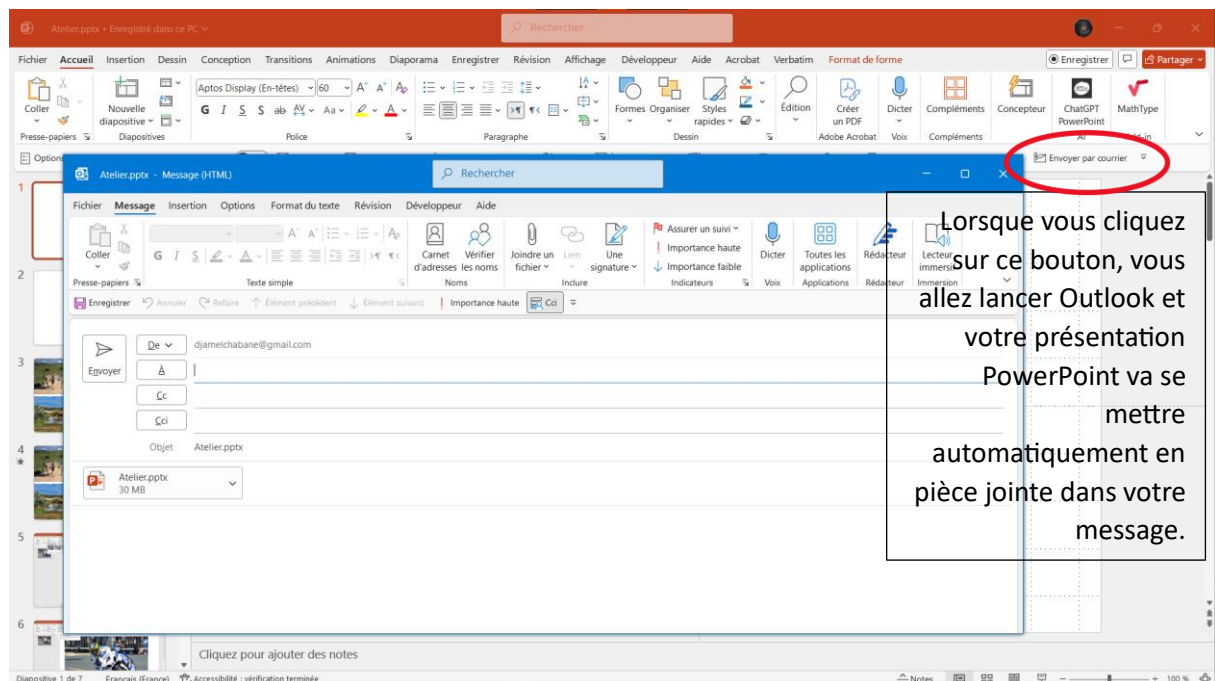 Atelier.pptx • Enregistré dans ce PC
Rechercher
Fichier Accueil Insertion Dessin Conception Transitions Animations Diaporama Enregistrer Révision Affichage Développeur Aide Acrobat Verbatim Format de forme
Enregistrer Partager
Aptos Display (En-têtes) 60
Coller
Nouvelle diapositive
G I S S ab AV Aa A
Formes Organiser Styles rapides
Édition
Créer un PDF
Dicter
Compléments
Concepteur
ChatGPT PowerPoint
MathType
Presse-papiers Diapositives Police Paragraphe Dessin Adobe Acrobat Voix Compléments
Envoyer par courrier
Atelier.pptx - Message (HTML)
Rechercher
Fichier Message Insertion Options Format du texte Révision Développeur Aide
Coller
G I S
Carnet d'adresses
Vérifier les noms
Joindre un fichier
Lien
Une signature
Assurer un suivi
Importance haute
Importance faible
Dicter
Toutes les applications
Rédacteur
Lecteur immersif
Presse-papiers Texte simple Noms Inclure Indicateurs Voix Applications Rédacteur Immersion
Enregistrer Annuler Refaire Élément précédent Élément suivant Importance haute Cci
Envoyer
De djamelchabane@gmail.com
À
Cc
Cci
Objet Atelier.pptx
Atelier.pptx
30 MB
Lorsque vous cliquez
sur ce bouton, vous
allez lancer Outlook et
votre présentation
PowerPoint va se
mettre
automatiquement en
pièce jointe dans votre
message.
1
2
3
4
5
6
Cliquez pour ajouter des notes
Diapositive 1 de 7 Français (France) Accessibilité : vérification terminée Notes 100 %